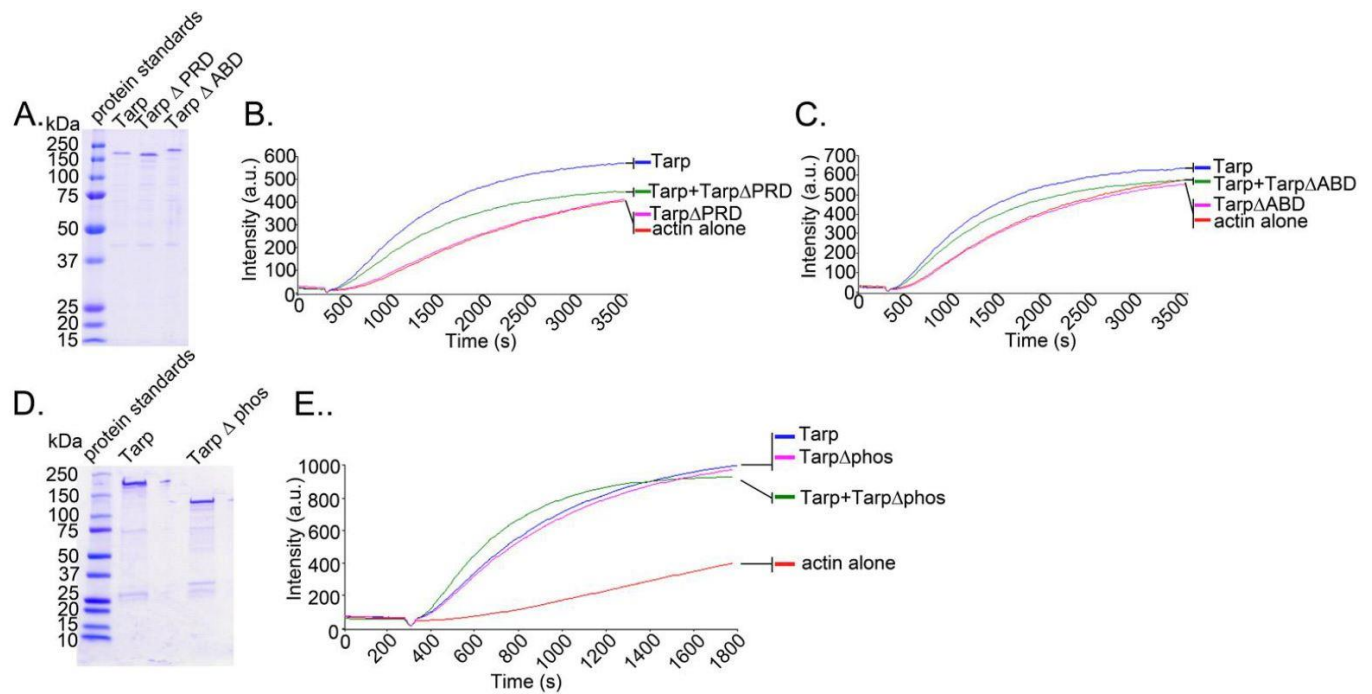 A.
protein standards
Tarp
Tarp Δ PRD
Tarp Δ ABD
kDa
250
150
100
75
50
37
25
20
15
B.
Intensity (a.u.)
600
500
400
300
200
100
0
0
500
1000
1500
2000
2500
3000
3500
Time (s)
Tarp
Tarp+TarpΔPRD
TarpΔPRD
actin alone
C.
Intensity (a.u.)
700
600
500
400
300
200
100
0
0
500
1000
1500
2000
2500
3000
3500
Time (s)
Tarp
Tarp+TarpΔABD
TarpΔABD
actin alone
D.
protein standards
Tarp
Tarp Δ phos
kDa
250
150
100
75
50
37
25
20
15
10
E..
Intensity (a.u.)
1000
800
600
400
200
0
0
200
400
600
800
1000
1200
1400
1600
1800
Time (s)
Tarp
TarpΔphos
Tarp+TarpΔphos
actin alone